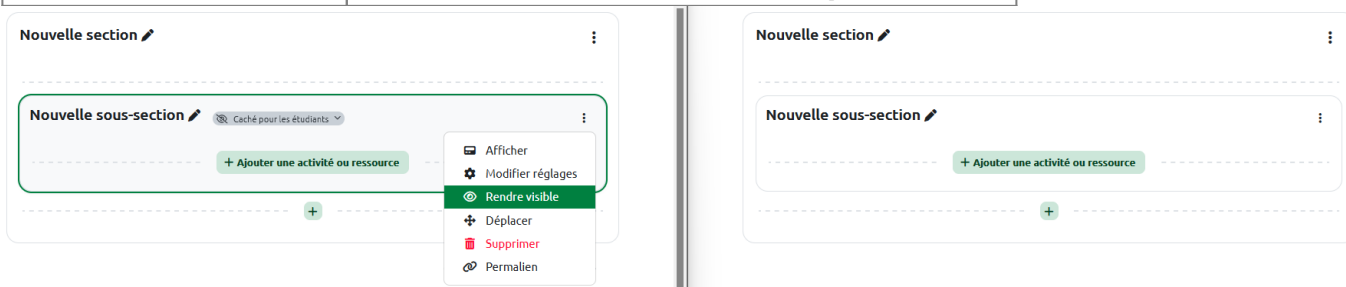 Nouvelle section
Nouvelle sous-section
Caché pour les étudiants
+ Ajouter une activité ou ressource
Afficher
Modifier réglages
Rendre visible
Déplacer
Supprimer
Permalien
+
Nouvelle section
Nouvelle sous-section
+ Ajouter une activité ou ressource
+